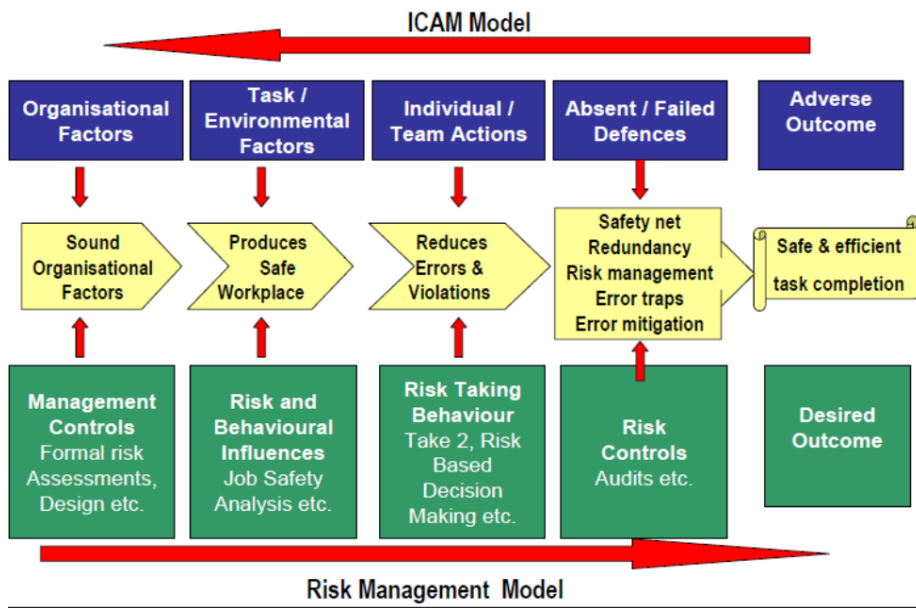 ICAM Model
Organisational
Factors
Task /
Environmental
Factors
Individual /
Team Actions
Absent / Failed
Defences
Adverse
Outcome
Sound
Organisational
Factors
Produces
Safe
Workplace
Reduces
Errors &
Violations
Safety net
Redundancy
Risk management
Error traps
Error mitigation
Safe & efficient
task completion
Management
Controls
Formal risk
Assessments,
Design etc.
Risk and
Behavioural
Influences
Job Safety
Analysis etc.
Risk Taking
Behaviour
Take 2, Risk
Based
Decision
Making etc.
Risk
Controls
Audits etc.
Desired
Outcome
Risk Management Model